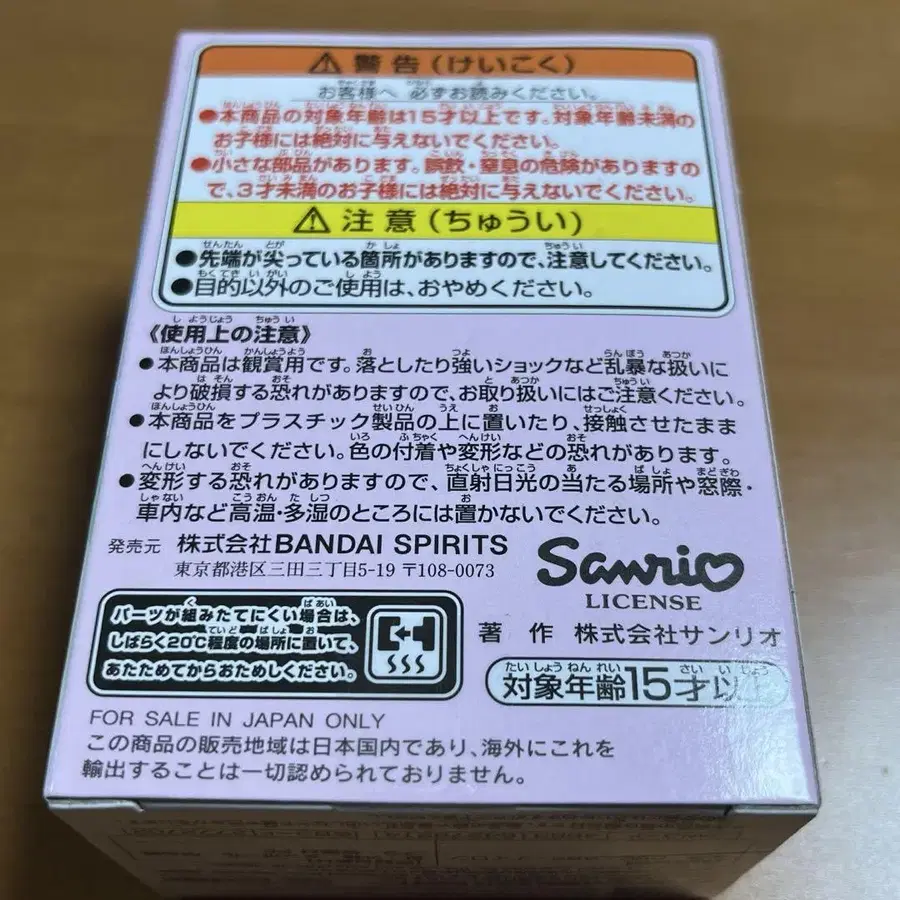 ⚠ 警告(けいこく)
お客様へ 必ずお読みください。
●本商品の対象年齢は15才以上です。対象年齢未満の
お子様には絶対に与えないでください。
●小さな部品があります。誤飲・窒息の危険がありますの
で、3才未満のお子様には絶対に与えないでください。
⚠ 注意(ちゅうい)
●先端が尖っている箇所がありますので、注意してください。
●目的以外のご使用は、おやめください。
《使用上の注意》
●本商品は観賞用です。落としたり強いショックなど乱暴な扱いに
より破損する恐れがありますので、お取り扱いにはご注意ください。
●本商品をプラスチック製品の上に置いたり、接触させたまま
にしないでください。色の付着や変形などの恐れがあります。
●変形する恐れがありますので、直射日光の当たる場所や窓際・
車内など高温・多湿のところには置かないでください。
発売元 株式会社BANDAI SPIRITS
東京都港区三田三丁目5-19 〒108-0073
Sanrio
LICENSE
著作 株式会社サンリオ
パーツが組みたてにくい場合は、
しばらく20℃程度の場所に置いて、
あたためてからおためしください。
対象年齢15才以上
FOR SALE IN JAPAN ONLY
この商品の販売地域は日本国内であり、海外にこれを
輸出することは一切認められておりません。